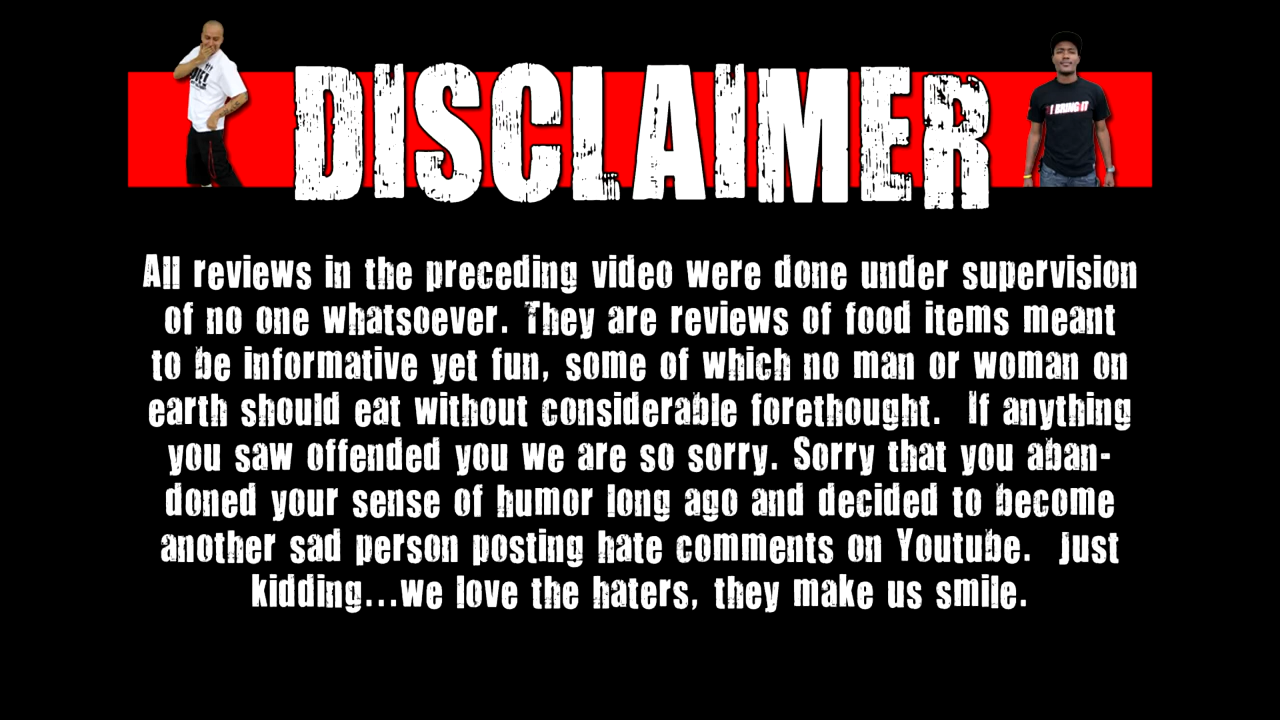 DISCLAIMER
I BRING IT
All reviews in the preceding video were done under supervision
of no one whatsoever. They are reviews of food items meant
to be informative yet fun, some of which no man or woman on
earth should eat without considerable forethought. If anything
you saw offended you we are so sorry. Sorry that you aban-
doned your sense of humor long ago and decided to become
another sad person posting hate comments on Youtube. Just
kidding...we love the haters, they make us smile.